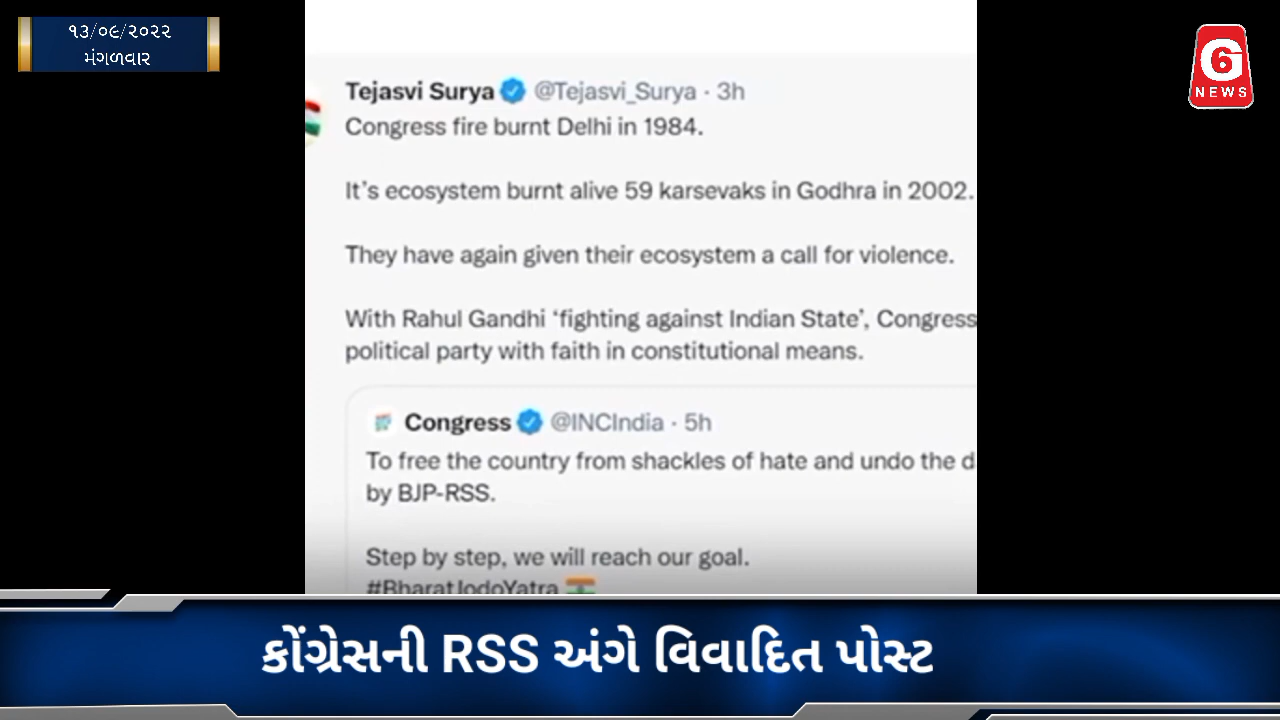 ૧૩/૦૯/૨૦૨૨
મંગળવાર
6
NEWS
Tejasvi Surya @Tejasvi_Surya · 3h
Congress fire burnt Delhi in 1984.
It's ecosystem burnt alive 59 karsevaks in Godhra in 2002.
They have again given their ecosystem a call for violence.
With Rahul Gandhi ‘fighting against Indian State’, Congress
political party with faith in constitutional means.
Congress @INCIndia · 5h
To free the country from shackles of hate and undo the
by BJP-RSS.
Step by step, we will reach our goal.
#BharatJodoYatra
કોંગ્રેસની RSS અંગે વિવાદિત પોસ્ટ